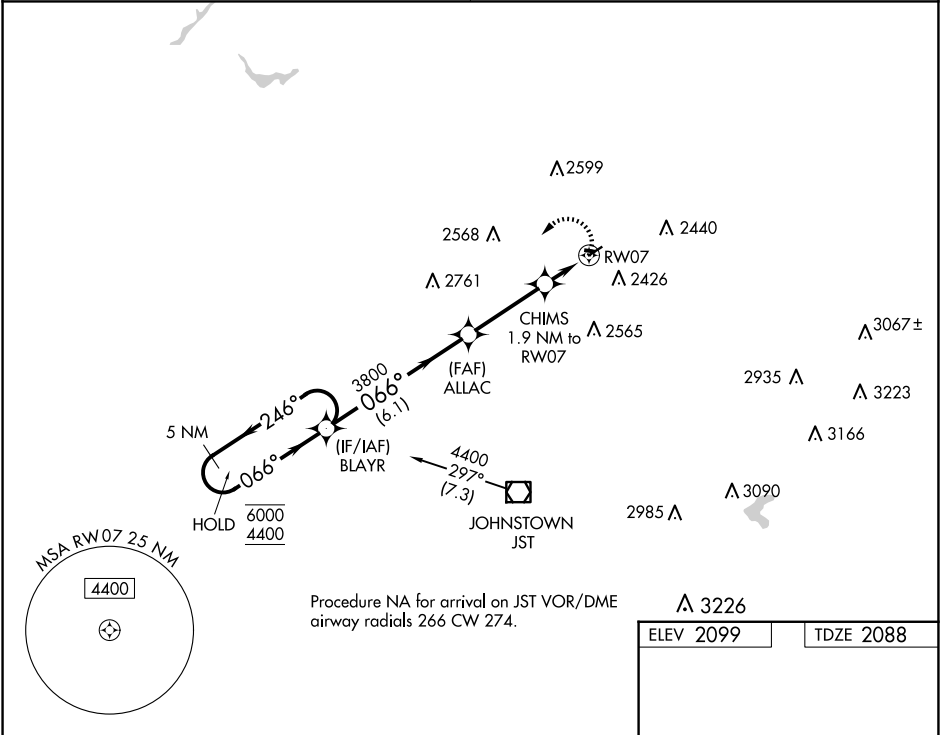 2599
2568
2440
RW07
2761
2426
CHIMS
1.9 NM to
RW07
2565
3067±
(FAF)
ALLAC
3800
066°
(6.1)
2935
3223
246°
5 NM
066°
(IF/IAF)
BLAYR
3166
4400
297°
(7.3)
HOLD
6000
4400
JOHNSTOWN
JST
3090
2985
MSA RW07 25 NM
4400
Procedure NA for arrival on JST VOR/DME
airway radials 266 CW 274.
3226
ELEV 2099
TDZE 2088